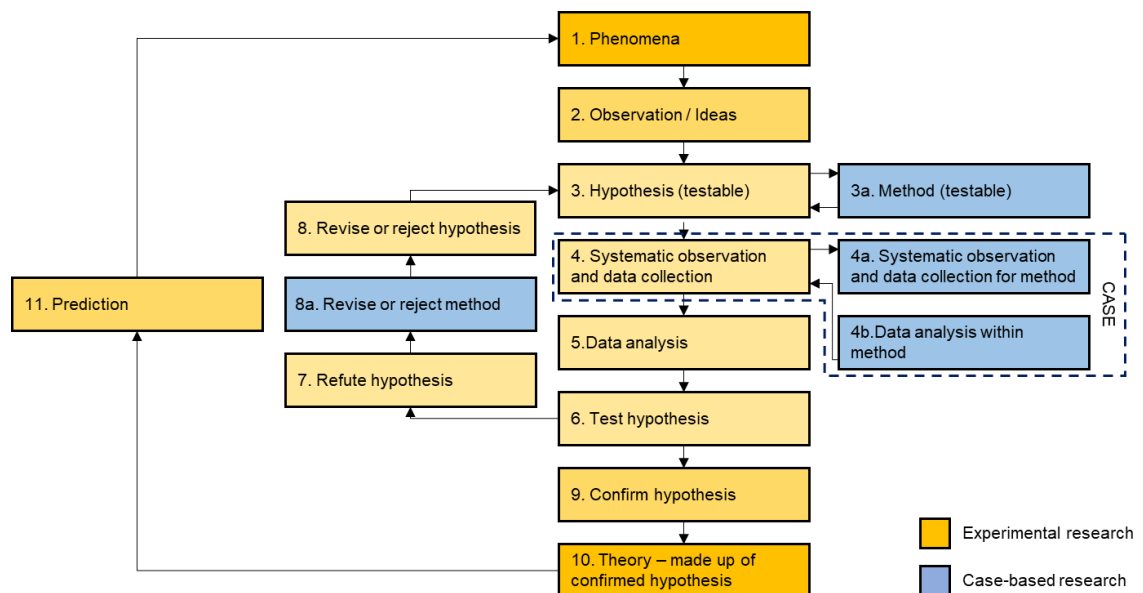 1. Phenomena
2. Observation / Ideas
3. Hypothesis (testable)
3a. Method (testable)
8. Revise or reject hypothesis
4. Systematic observation
and data collection
4a. Systematic observation
and data collection for method
CASE
11. Prediction
8a. Revise or reject method
5.Data analysis
4b.Data analysis within
method
7. Refute hypothesis
6. Test hypothesis
9. Confirm hypothesis
10. Theory – made up of
confirmed hypothesis
Experimental research
Case-based research